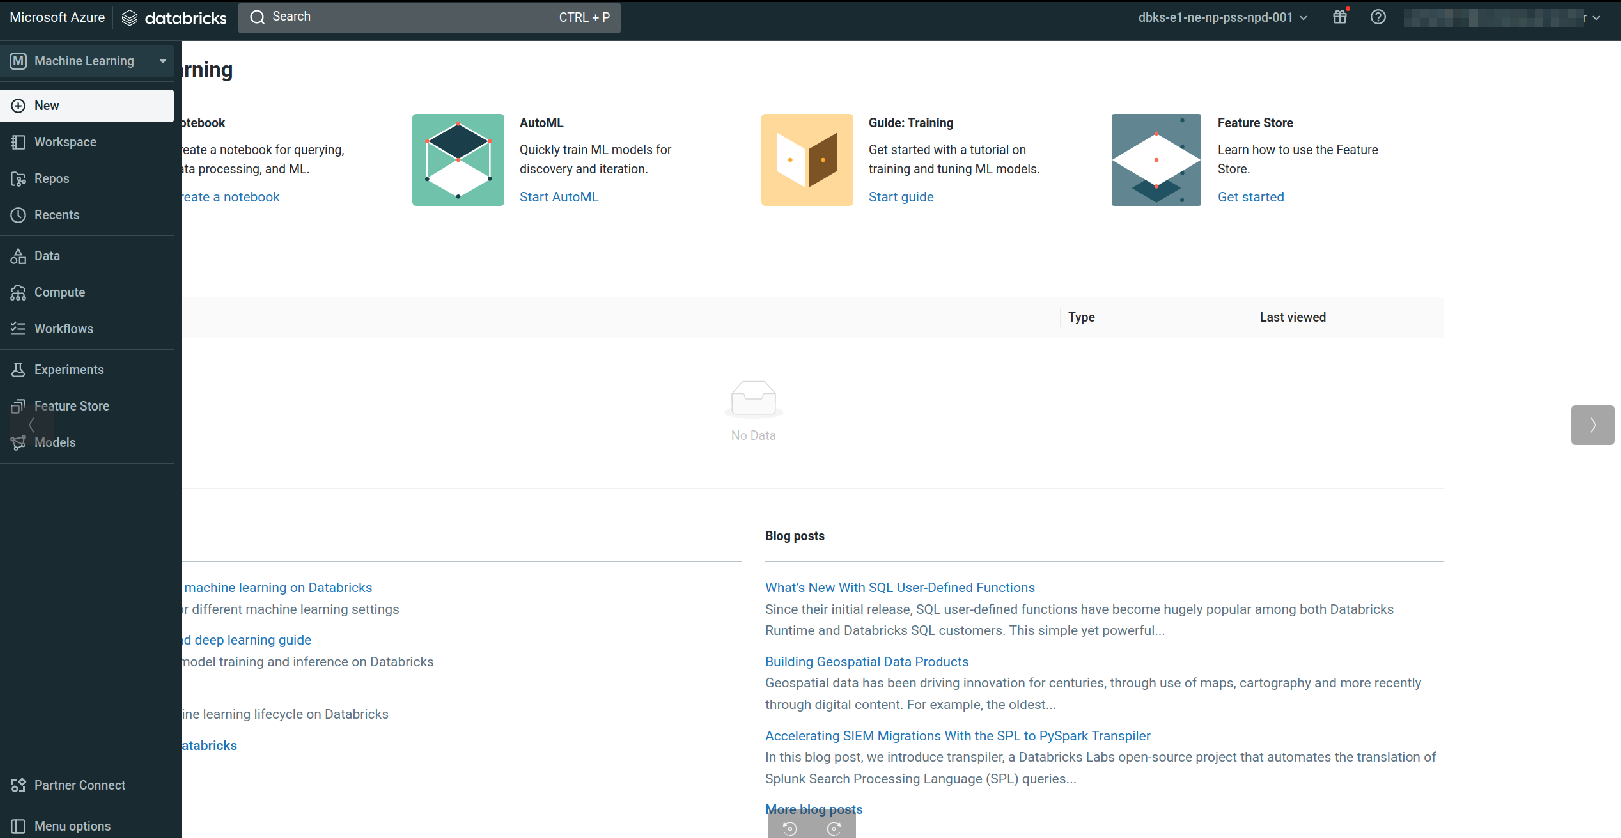 Microsoft Azure databricks Search CTRL + P dbks-e1-ne-np-pss-npd-001
M Machine Learning
New
Workspace
Repos
Recents
Data
Compute
Workflows
Experiments
Feature Store
Models
Partner Connect
Menu options
rning
otebook
reate a notebook for querying,
ata processing, and ML.
reate a notebook
AutoML
Quickly train ML models for
discovery and iteration.
Start AutoML
Guide: Training
Get started with a tutorial on
training and tuning ML models.
Start guide
Feature Store
Learn how to use the Feature
Store.
Get started
Type Last viewed
No Data
machine learning on Databricks
or different machine learning settings
nd deep learning guide
model training and inference on Databricks
ine learning lifecycle on Databricks
atabricks
Blog posts
What's New With SQL User-Defined Functions
Since their initial release, SQL user-defined functions have become hugely popular among both Databricks
Runtime and Databricks SQL customers. This simple yet powerful...
Building Geospatial Data Products
Geospatial data has been driving innovation for centuries, through use of maps, cartography and more recently
through digital content. For example, the oldest...
Accelerating SIEM Migrations With the SPL to PySpark Transpiler
In this blog post, we introduce transpiler, a Databricks Labs open-source project that automates the translation of
Splunk Search Processing Language (SPL) queries...
More blog posts